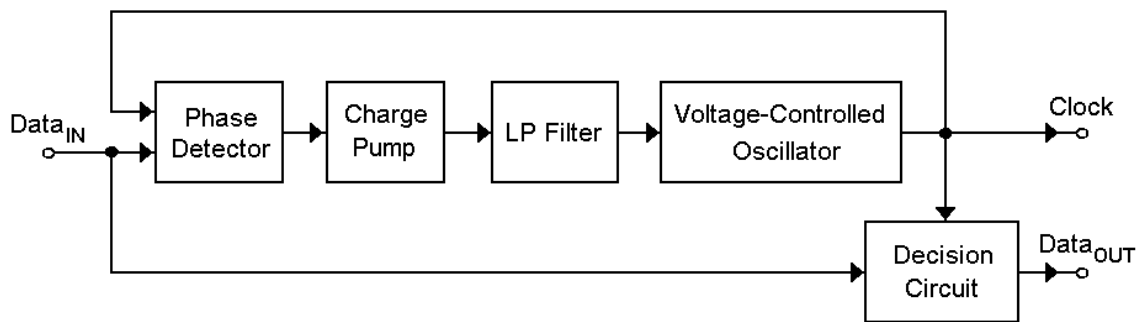 Data_IN
Phase
Detector
Charge
Pump
LP Filter
Voltage-Controlled
Oscillator
Clock
Decision
Circuit
Data_OUT